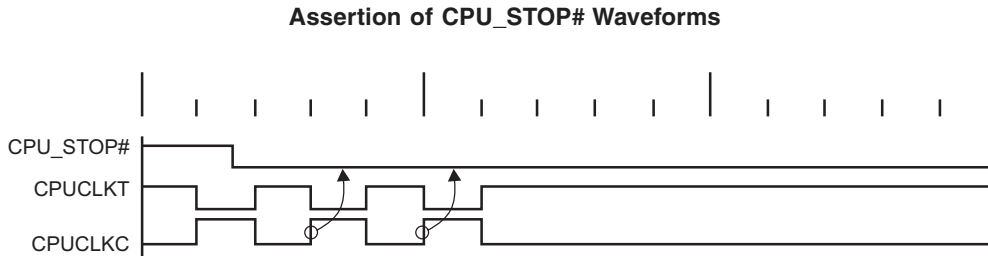 Assertion of CPU_STOP# Waveforms
CPU_STOP#
CPUCLKT
CPUCLKC